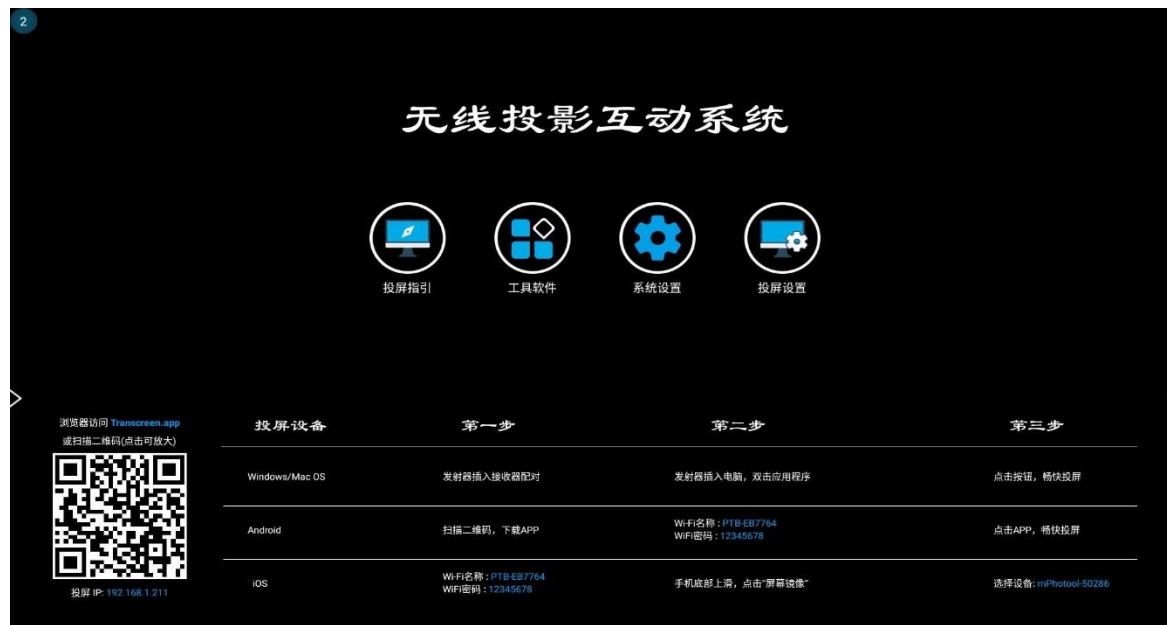 2
无线投影互动系统
投屏指引
工具软件
系统设置
投屏设置
浏览器访问 Transcreen.app
或扫描二维码(点击可放大)
投屏 IP: 192.168.1.211
投屏设备 第一步 第二步 第三步
Windows/Mac OS 发射器插入接收器配对 发射器插入电脑，双击应用程序 点击按钮，畅快投屏
Android 扫描二维码，下载APP Wi-Fi名称 : PTB-EB7764
WiFi密码 : 12345678 点击APP，畅快投屏
iOS Wi-Fi名称 : PTB-EB7764
WiFi密码 : 12345678 手机底部上滑，点击"屏幕镜像" 选择设备: mPhotool-50286